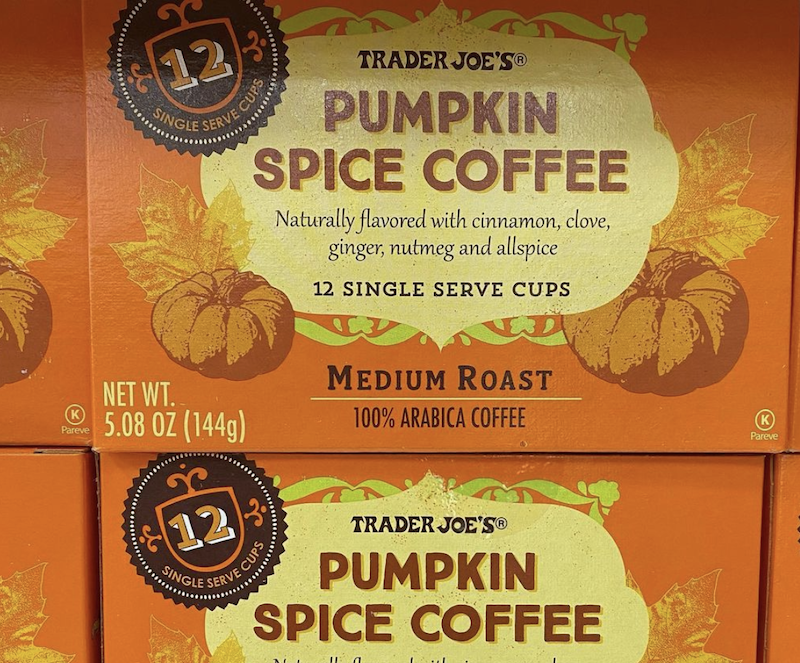 12
SINGLE SERVE CUPS
TRADER JOE'S®
PUMPKIN
SPICE COFFEE
Naturally flavored with cinnamon, clove,
ginger, nutmeg and allspice
12 SINGLE SERVE CUPS
MEDIUM ROAST
100% ARABICA COFFEE
NET WT.
5.08 OZ (144g)
K
Pareve
K
Pareve
12
SINGLE SERVE CUPS
TRADER JOE'S®
PUMPKIN
SPICE COFFEE